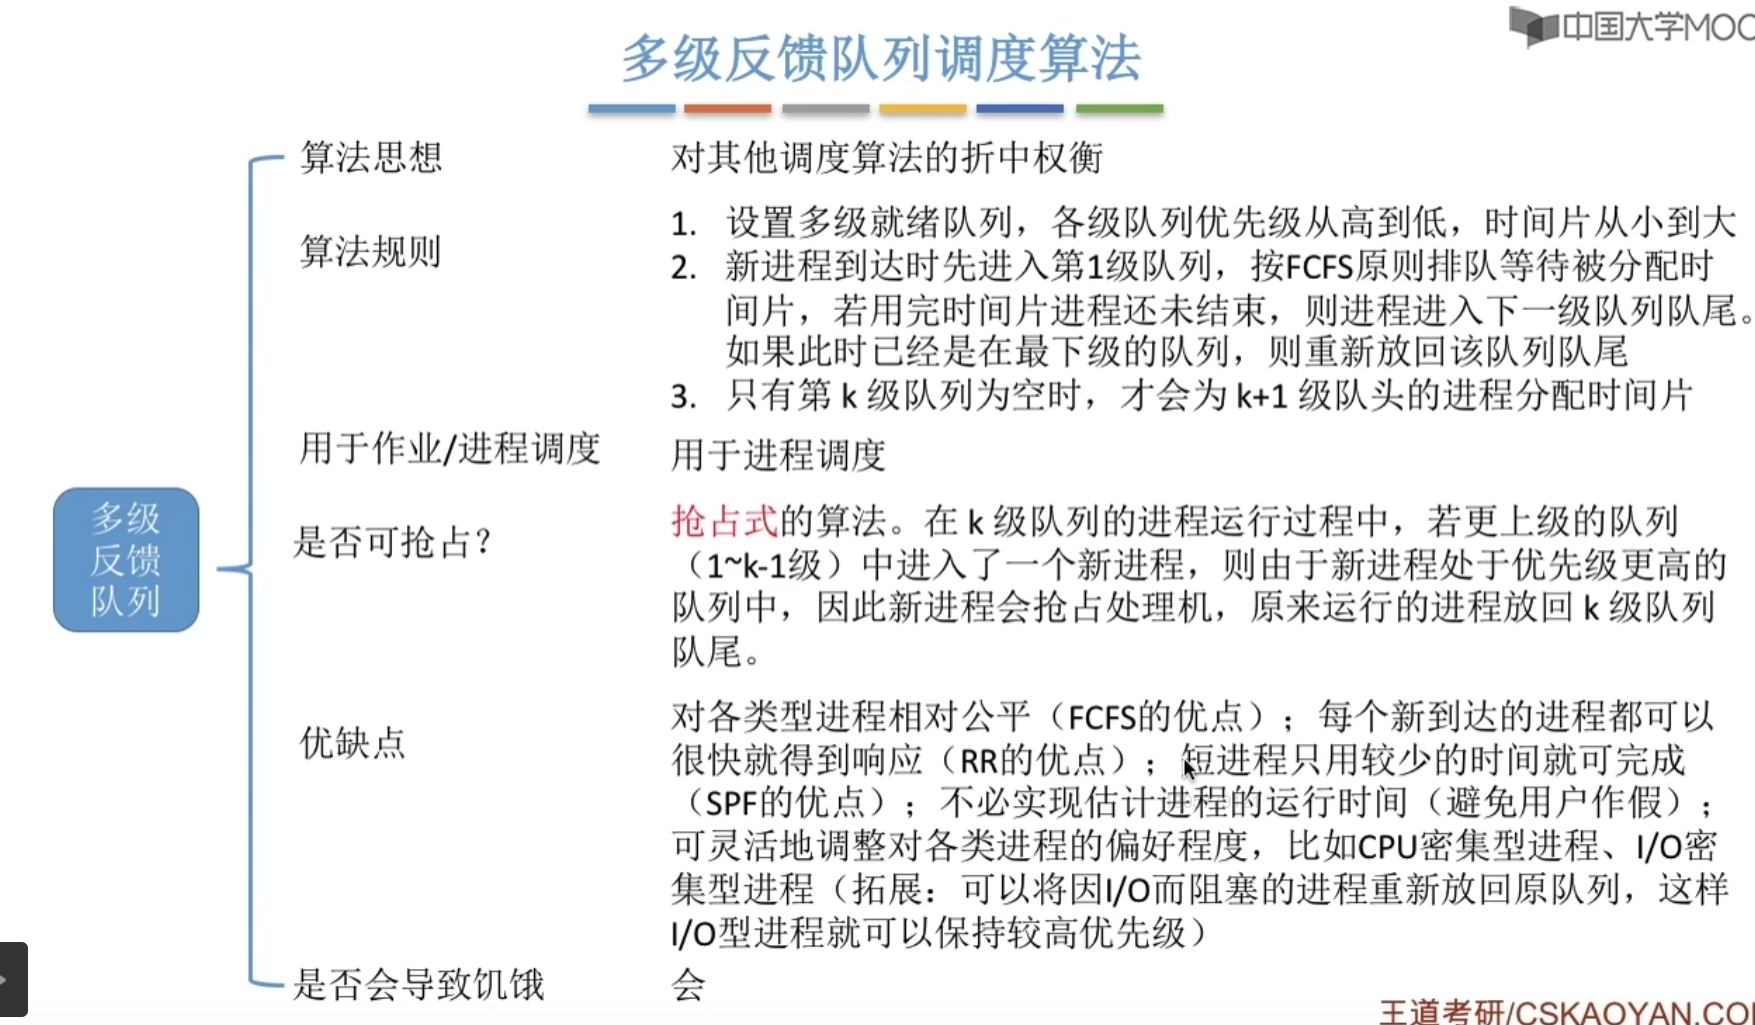 中国大学MOO
多级反馈队列调度算法
算法思想
对其他调度算法的折中权衡
算法规则
1. 设置多级就绪队列，各级队列优先级从高到低，时间片从小到大
2. 新进程到达时先进入第1级队列，按FCFS原则排队等待被分配时
间片，若用完时间片进程还未结束，则进程进入下一级队列队尾。
如果此时已经是在最下级的队列，则重新放回该队列队尾
3. 只有第 k 级队列为空时，才会为 k+1 级队头的进程分配时间片
用于作业/进程调度
用于进程调度
多级
反馈
队列
是否可抢占？
抢占式的算法。在 k 级队列的进程运行过程中，若更上级的队列
（1~k-1级）中进入了一个新进程，则由于新进程处于优先级更高的
队列中，因此新进程会抢占处理机，原来运行的进程放回 k 级队列
队尾。
优缺点
对各类型进程相对公平（FCFS的优点）；每个新到达的进程都可以
很快就得到响应（RR的优点）；短进程只用较少的时间就可完成
（SPF的优点）；不必实现估计进程的运行时间（避免用户作假）；
可灵活地调整对各类进程的偏好程度，比如CPU密集型进程、I/O密
集型进程（拓展：可以将因I/O而阻塞的进程重新放回原队列，这样
I/O型进程就可以保持较高优先级）
是否会导致饥饿
会
王道考研/CSKAOYAN.COM